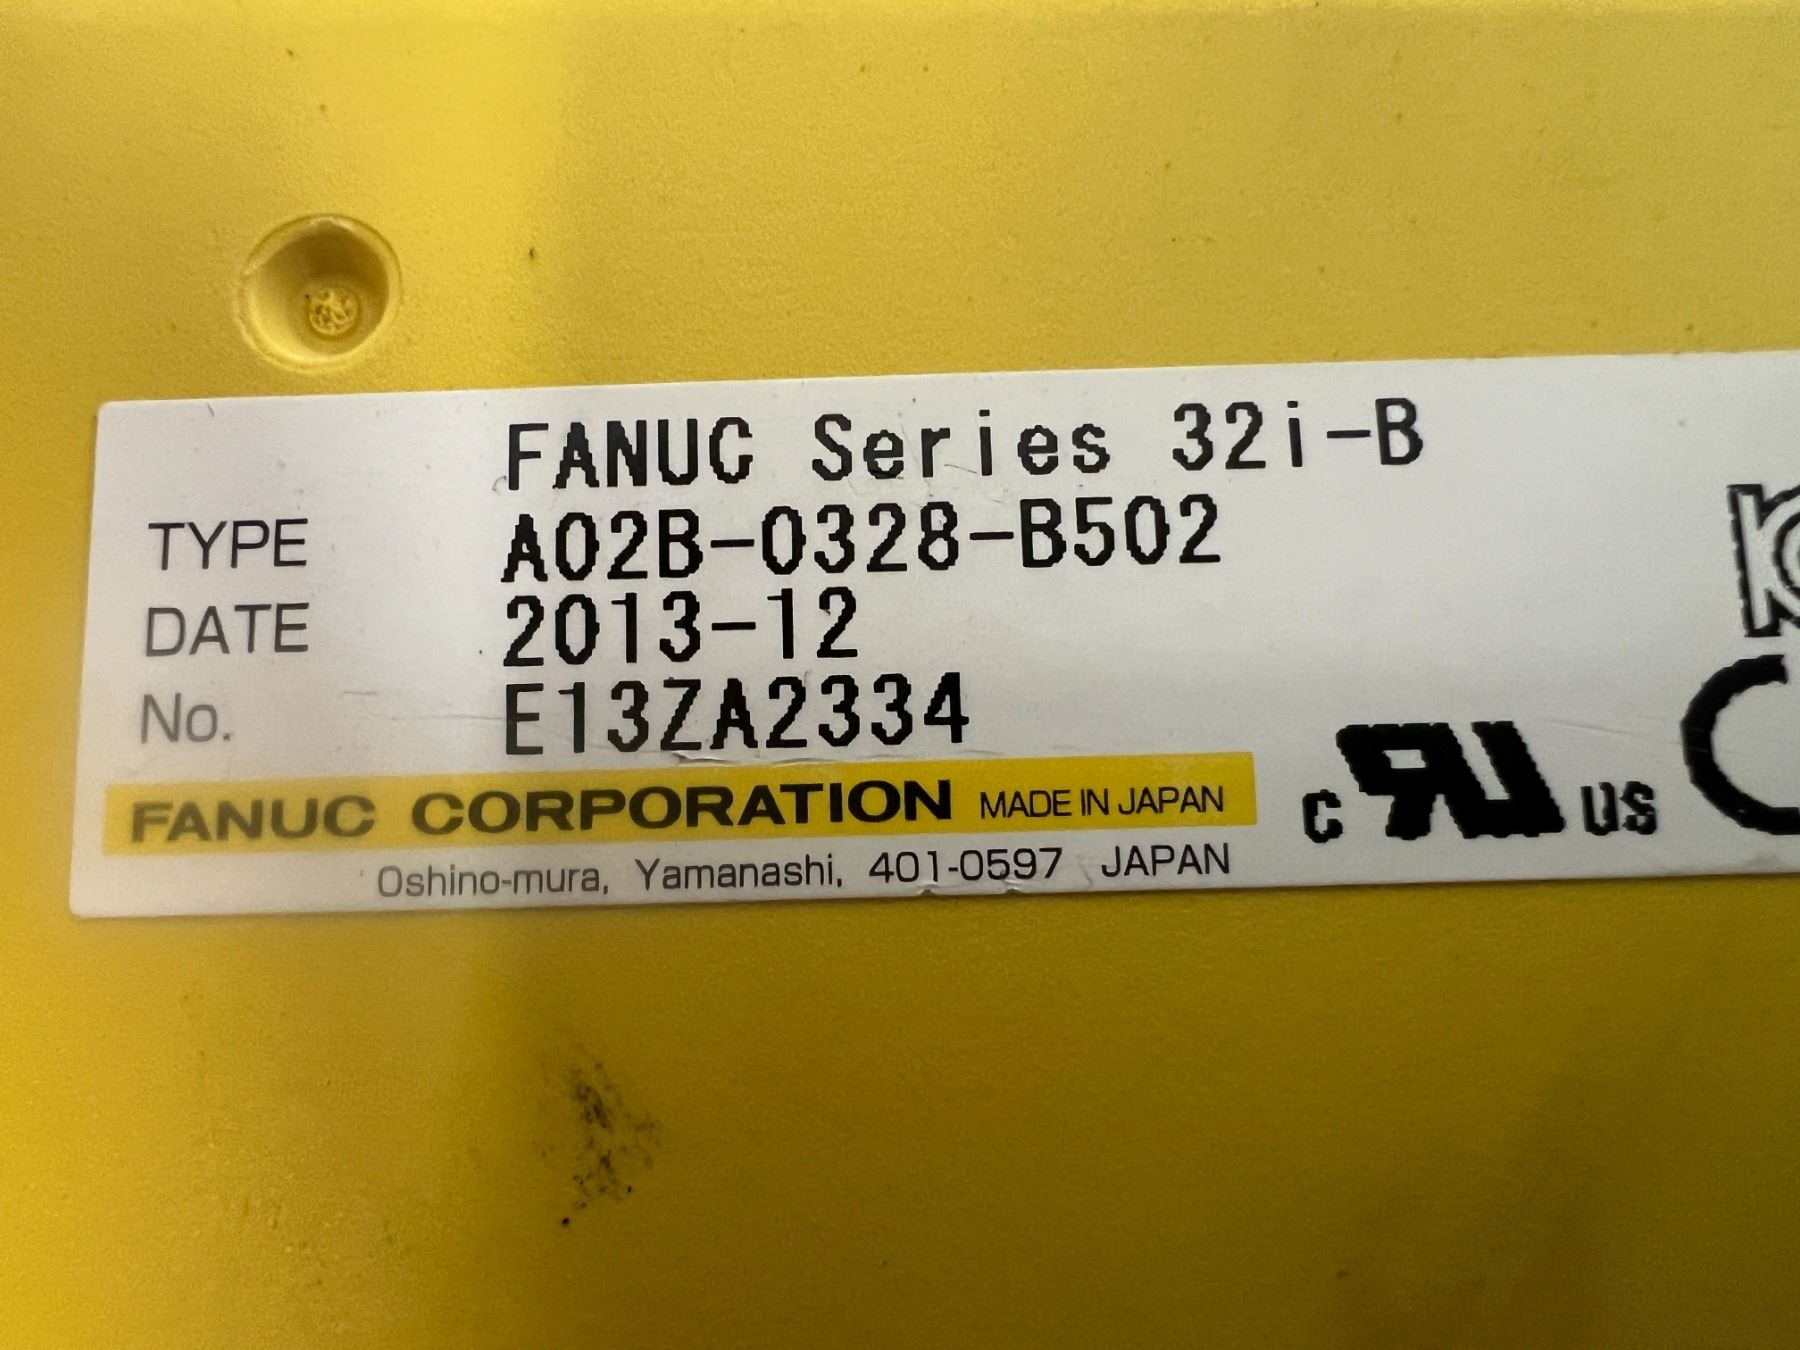 FANUC Series 32i-B
TYPE A02B-0328-B502
DATE 2013-12
No. E13ZA2334
FANUC CORPORATION MADE IN JAPAN
Oshino-mura, Yamanashi, 401-0597 JAPAN
c RU us